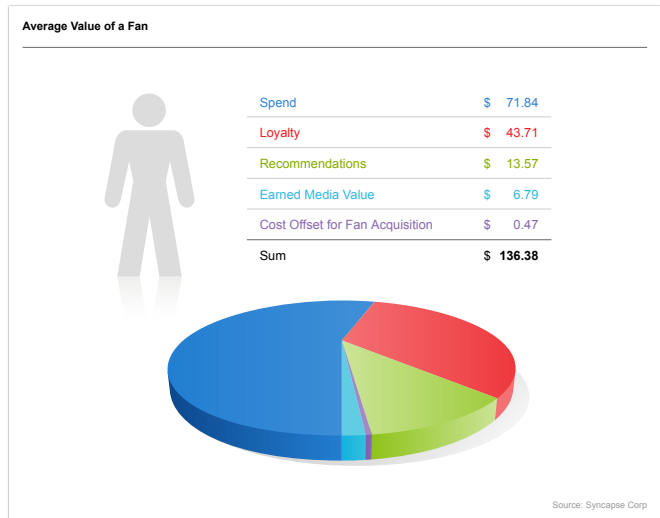 Average Value of a Fan
Spend $ 71.84
Loyalty $ 43.71
Recommendations $ 13.57
Earned Media Value $ 6.79
Cost Offset for Fan Acquisition $ 0.47
Sum $ 136.38
Source: Syncapse Corp